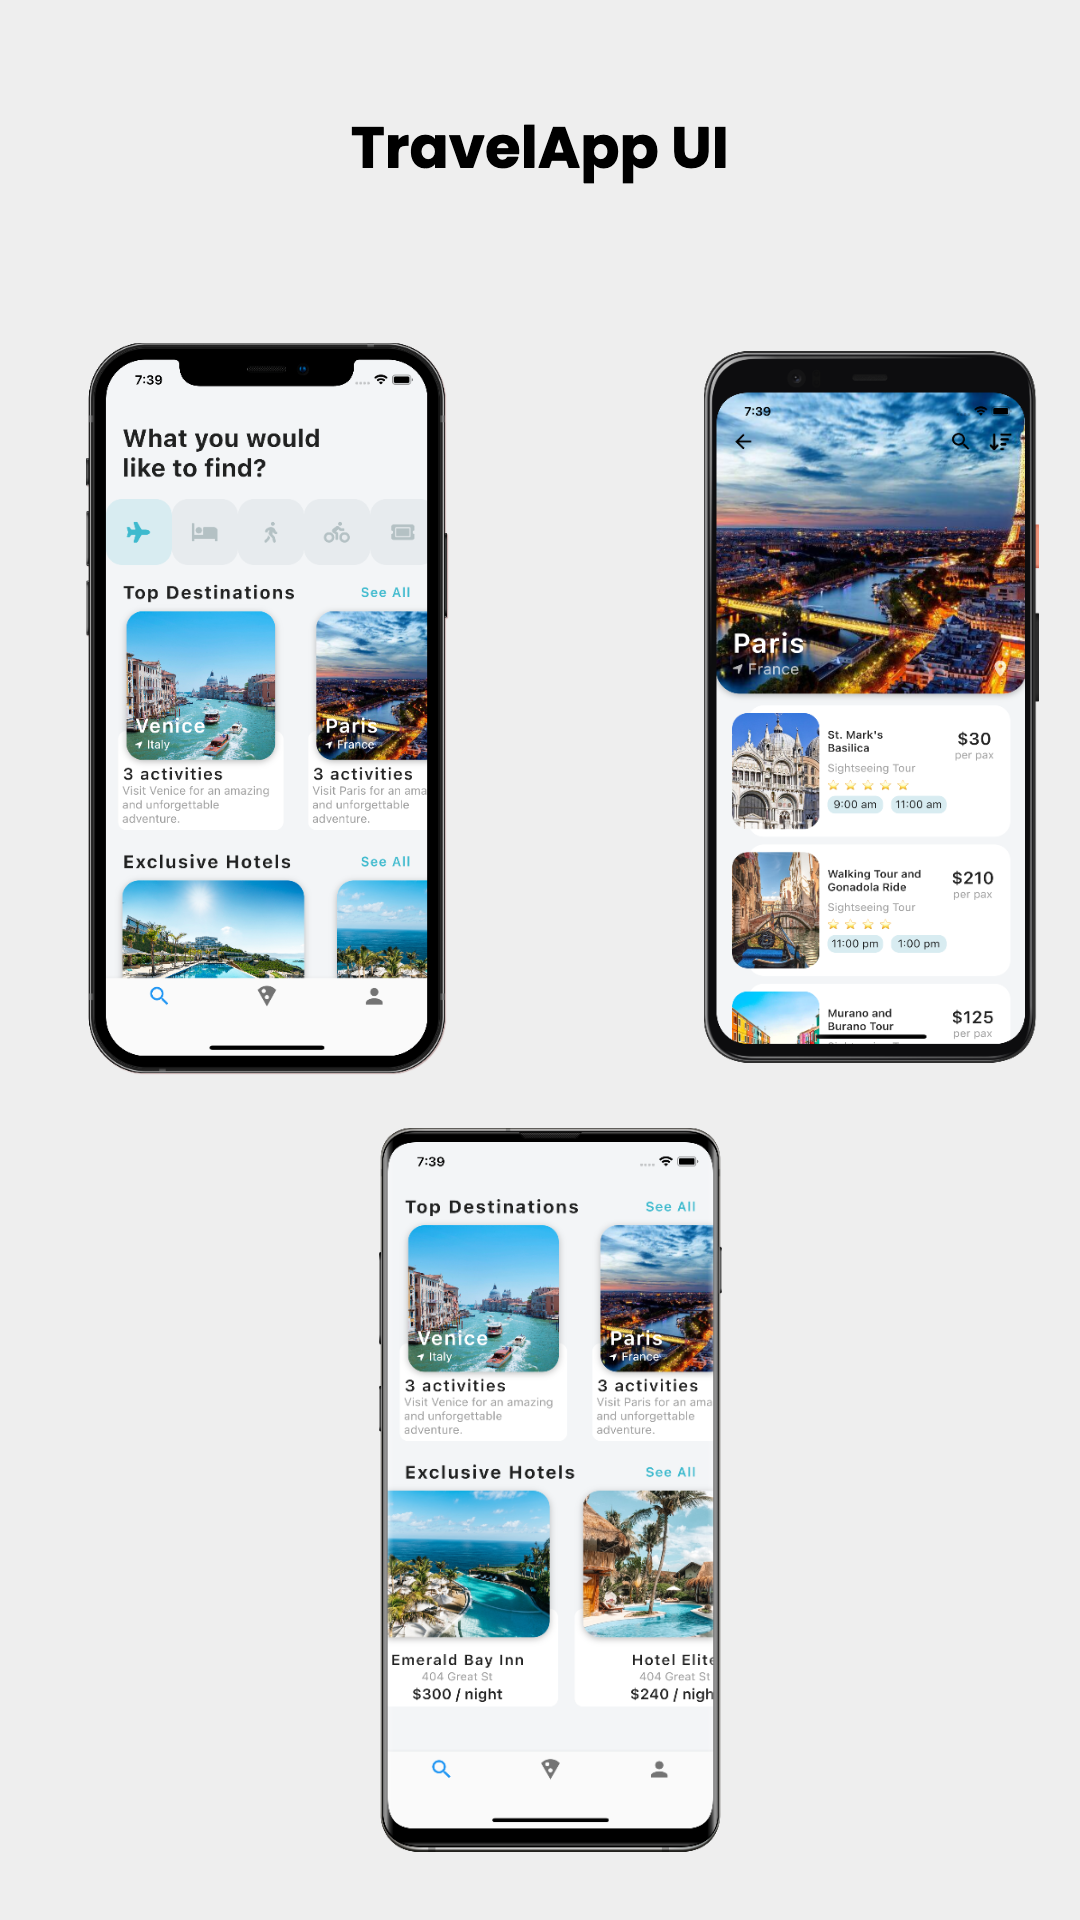 TravelApp UI
7:39
What you would
like to find?
Top Destinations
See All
Venice
Italy
3 activities
Visit Venice for an amazing
and unforgettable
adventure.
Paris
France
3 activities
Visit Paris for an ama
and unforgettable
adventure.
Exclusive Hotels
See All
7:39
Paris
France
St. Mark's
Basilica
Sightseeing Tour
9:00 am
11:00 am
$30
per pax
Walking Tour and
Gonadola Ride
Sightseeing Tour
11:00 pm
1:00 pm
$210
per pax
Murano and
Burano Tour
$125
per pax
7:39
Top Destinations
See All
Venice
Italy
3 activities
Visit Venice for an amazing
and unforgettable
adventure.
Paris
France
3 activities
Visit Paris for an ama
and unforgettable
adventure.
Exclusive Hotels
See All
Emerald Bay Inn
404 Great St
$300 / night
Hotel Elite
404 Great St
$240 / nigh